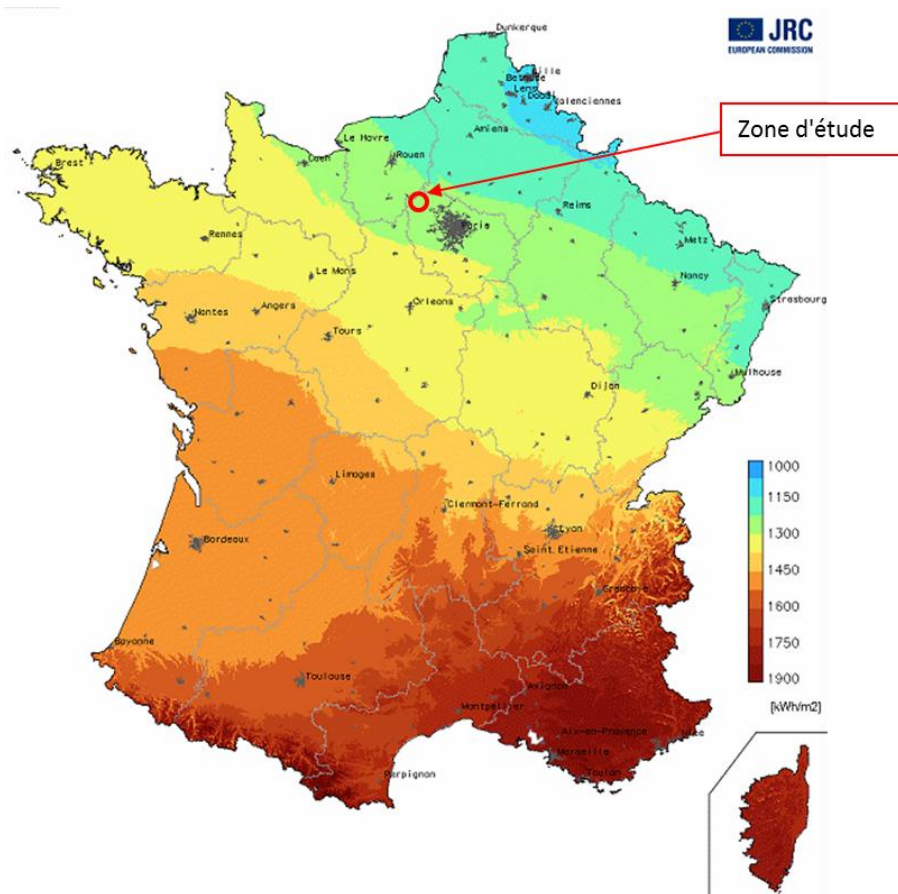 Dunkerque
JRC
EUROPEAN COMMISSION
Lille
Bethune
Lens
Douai
Valenciennes
Zone d'étude
Amiens
Le Havre
Rouen
Caen
Brest
Reims
Paris
Metz
Rennes
Nancy
Le Mans
Strasbourg
Orleans
Nantes
Angers
Tours
Mulhouse
Dijon
Limoges
1000
Clermont-Ferrand
1150
Lyon
1300
Bordeaux
Saint Etienne
1450
Grenoble
1600
1750
Bayonne
1900
Toulouse
Avignon
[kWh/m2]
Montpellier
Aix-en-Provence
Nice
Marseille
Perpignan
Toulon